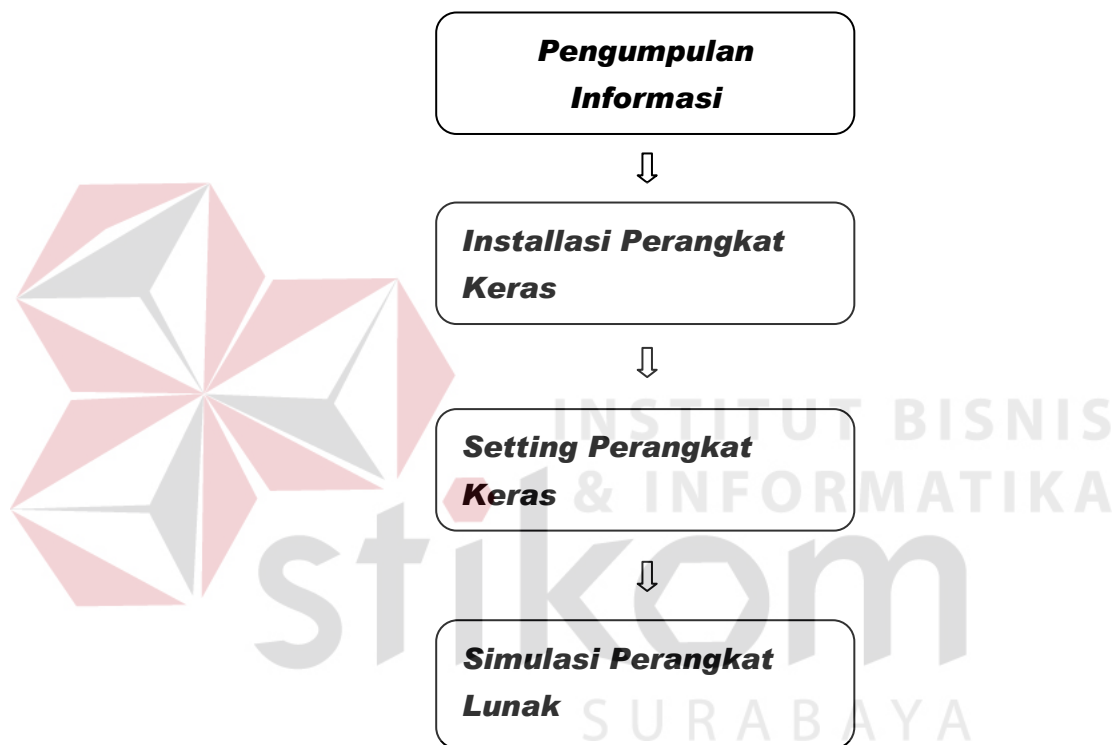 Pengumpulan
Informasi
Installasi Perangkat
Keras
INSTITUT BISNIS
& INFORMATIKA
Setting Perangkat
Keras
stikom
Simulasi Perangkat
Lunak
SURABAYA